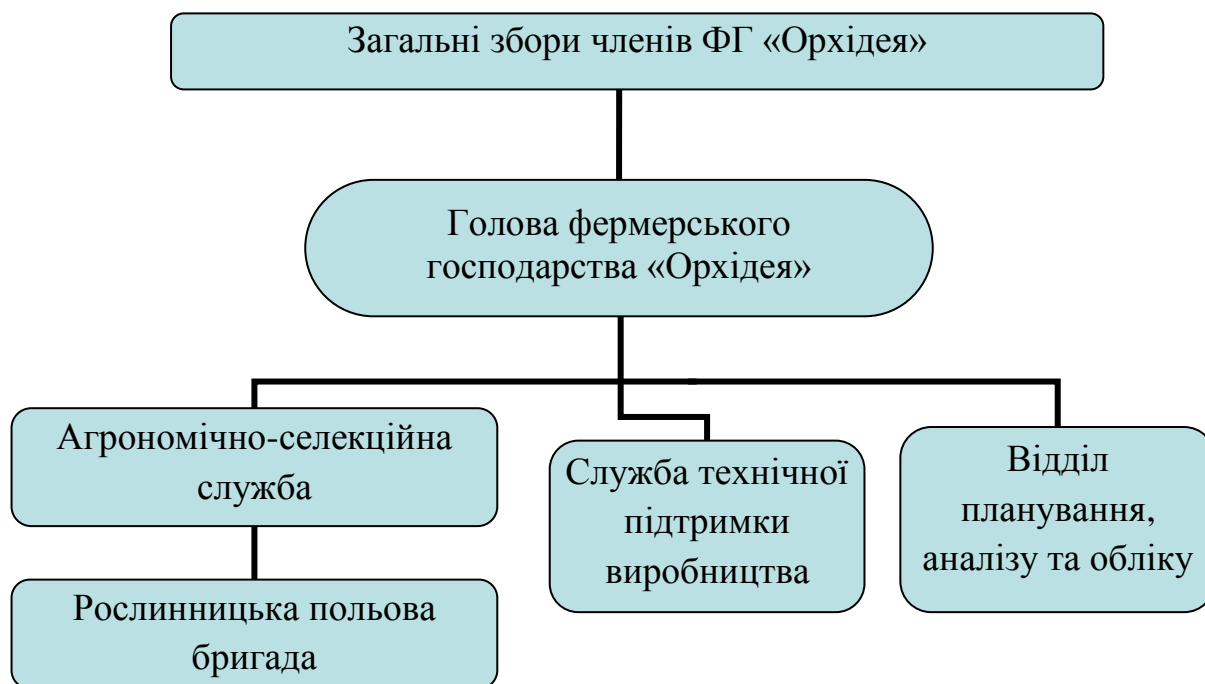 Загальні збори членів ФГ «Орхідея»
Голова фермерського
господарства «Орхідея»
Агрономічно-селекційна
служба
Служба технічної
підтримки
виробництва
Відділ
планування,
аналізу та обліку
Рослинницька польова
бригада